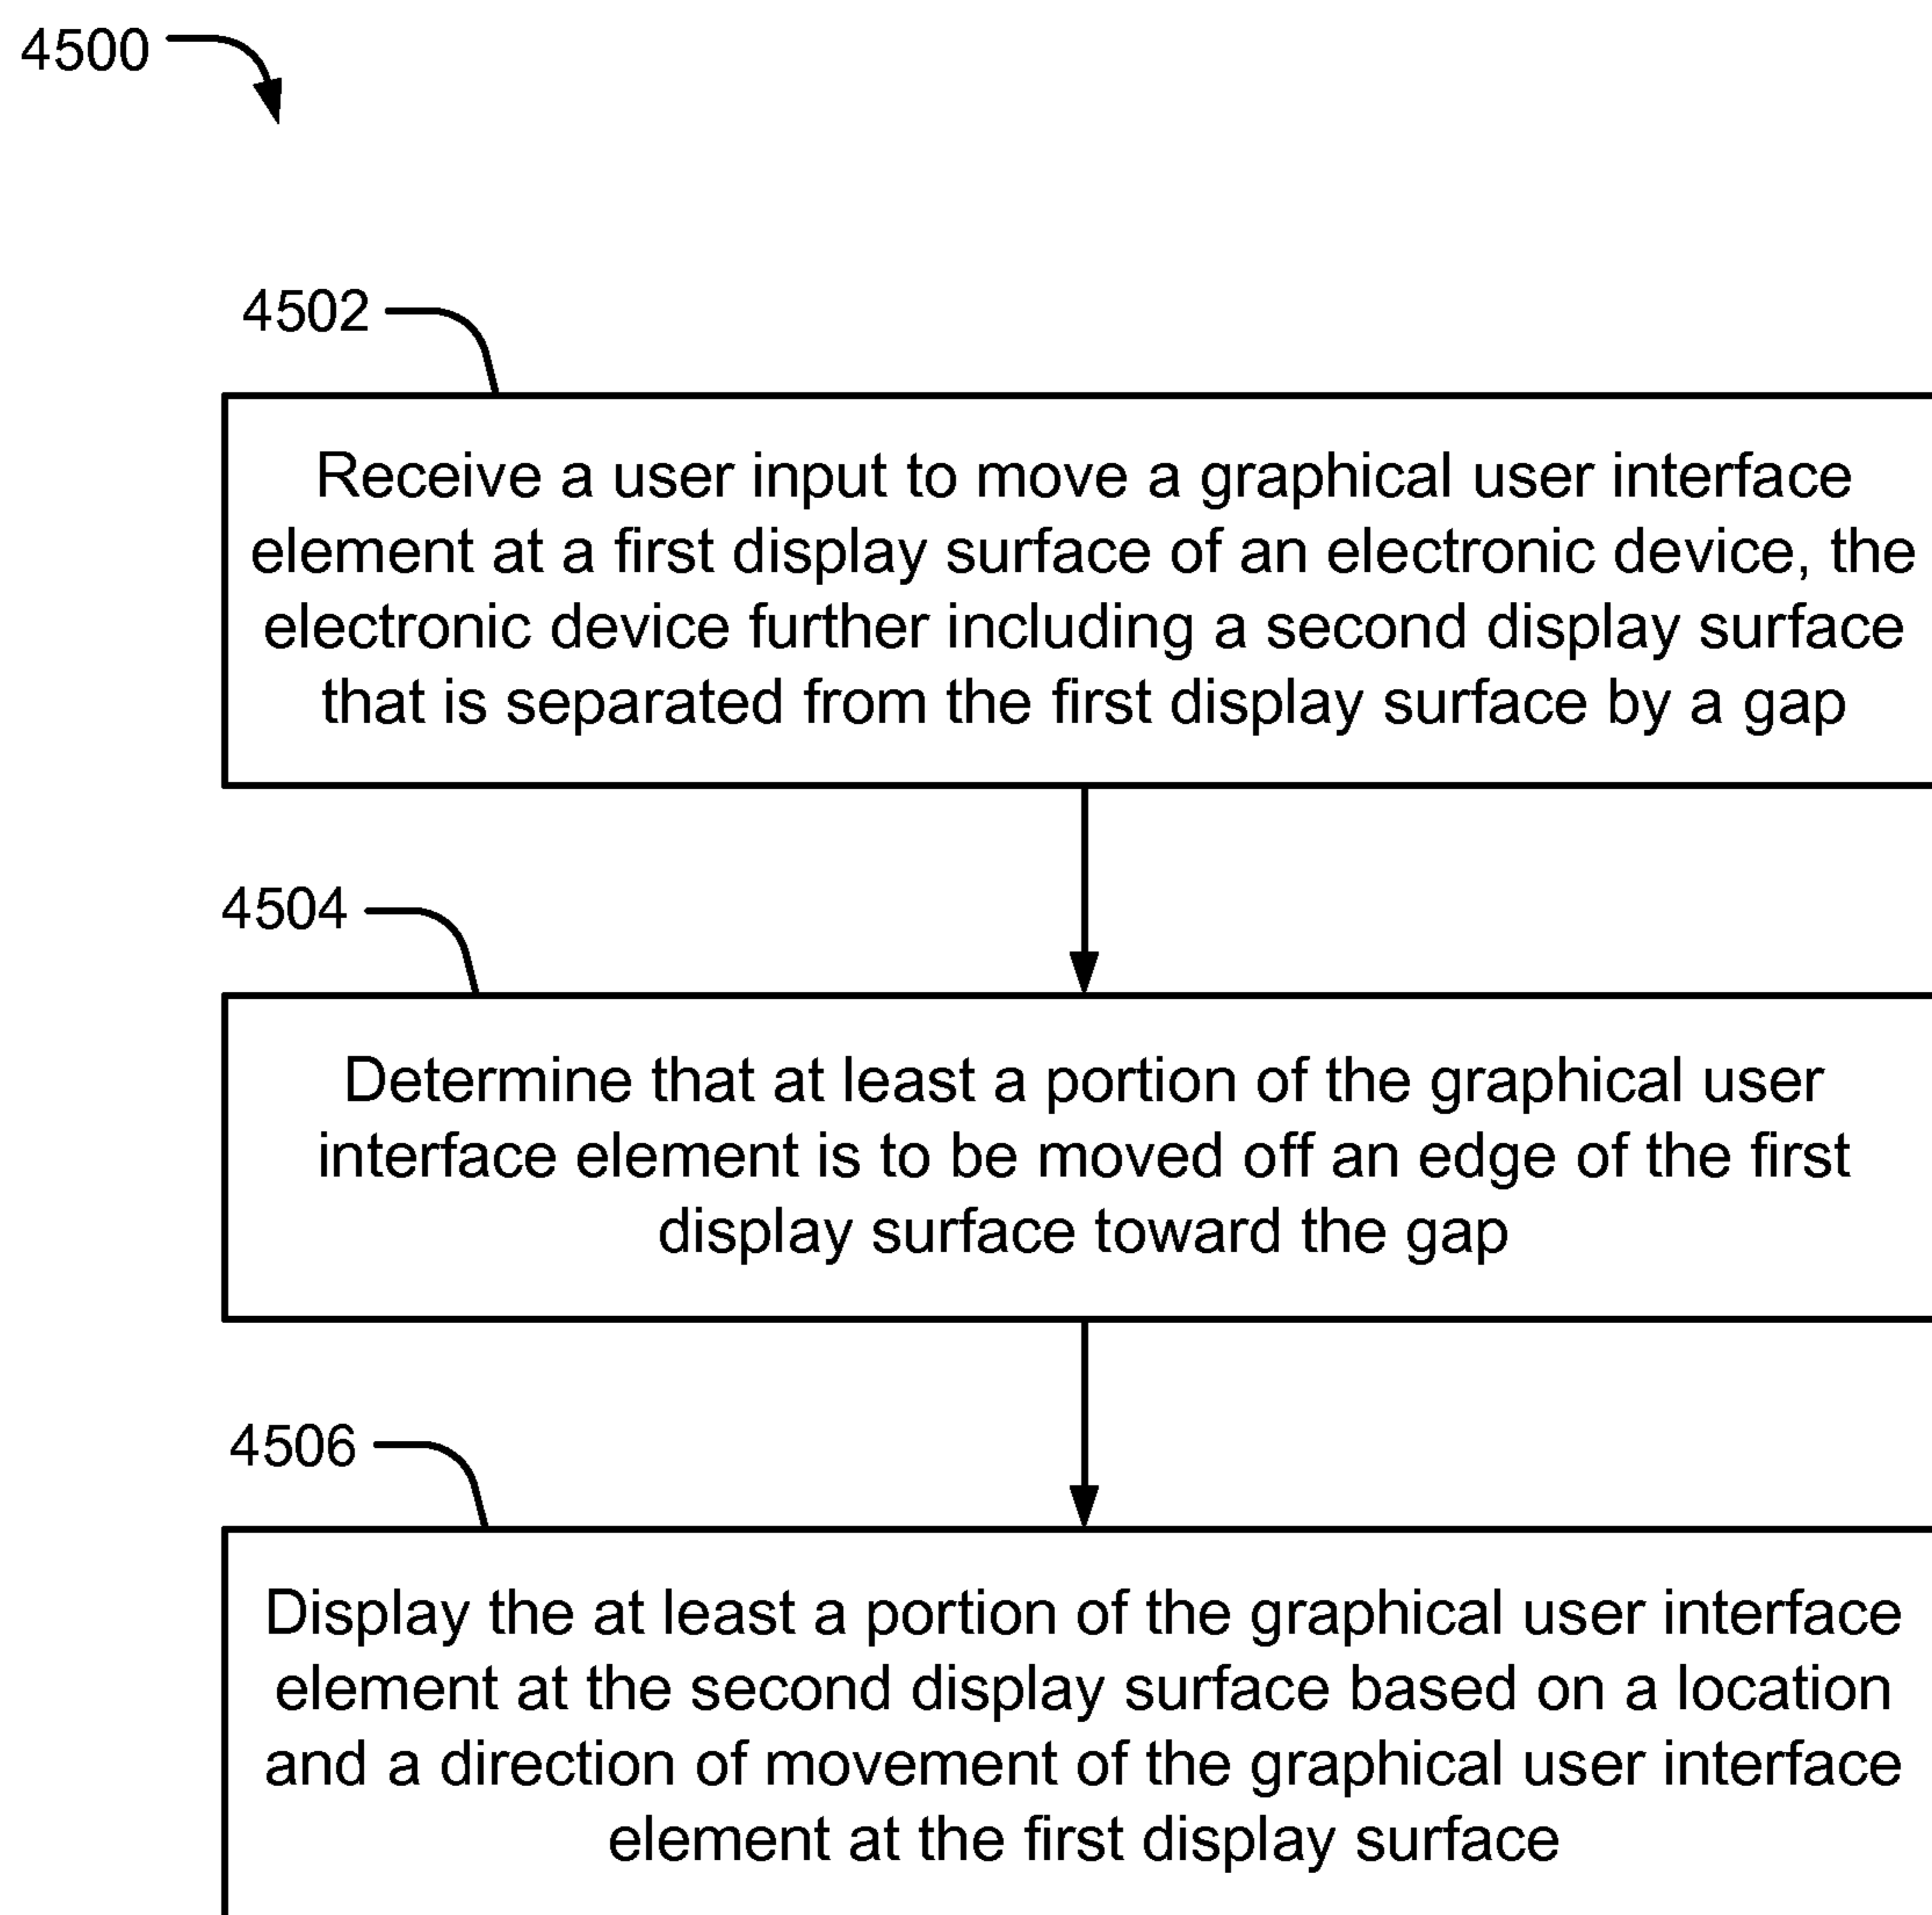 4500
4502
Receive a user input to move a graphical user interface
element at a first display surface of an electronic device, the
electronic device further including a second display surface
that is separated from the first display surface by a gap
4504
Determine that at least a portion of the graphical user
interface element is to be moved off an edge of the first
display surface toward the gap
4506
Display the at least a portion of the graphical user interface
element at the second display surface based on a location
and a direction of movement of the graphical user interface
element at the first display surface